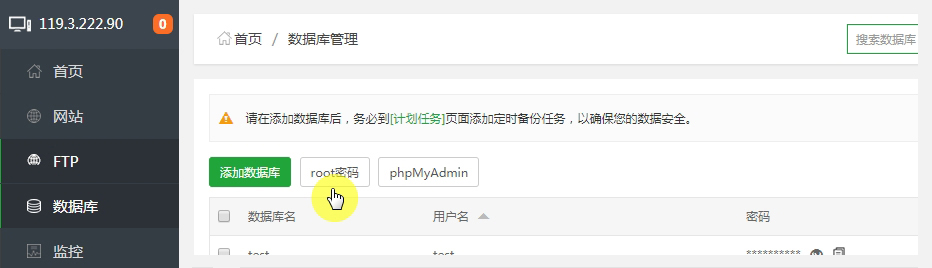 119.3.222.90 0
首页
网站
FTP
数据库
监控
首页 / 数据库管理
搜索数据库
请在添加数据库后，务必到[计划任务]页面添加定时备份任务，以确保您的数据安全。
添加数据库 root密码 phpMyAdmin
数据库名 用户名 密码
test test **********